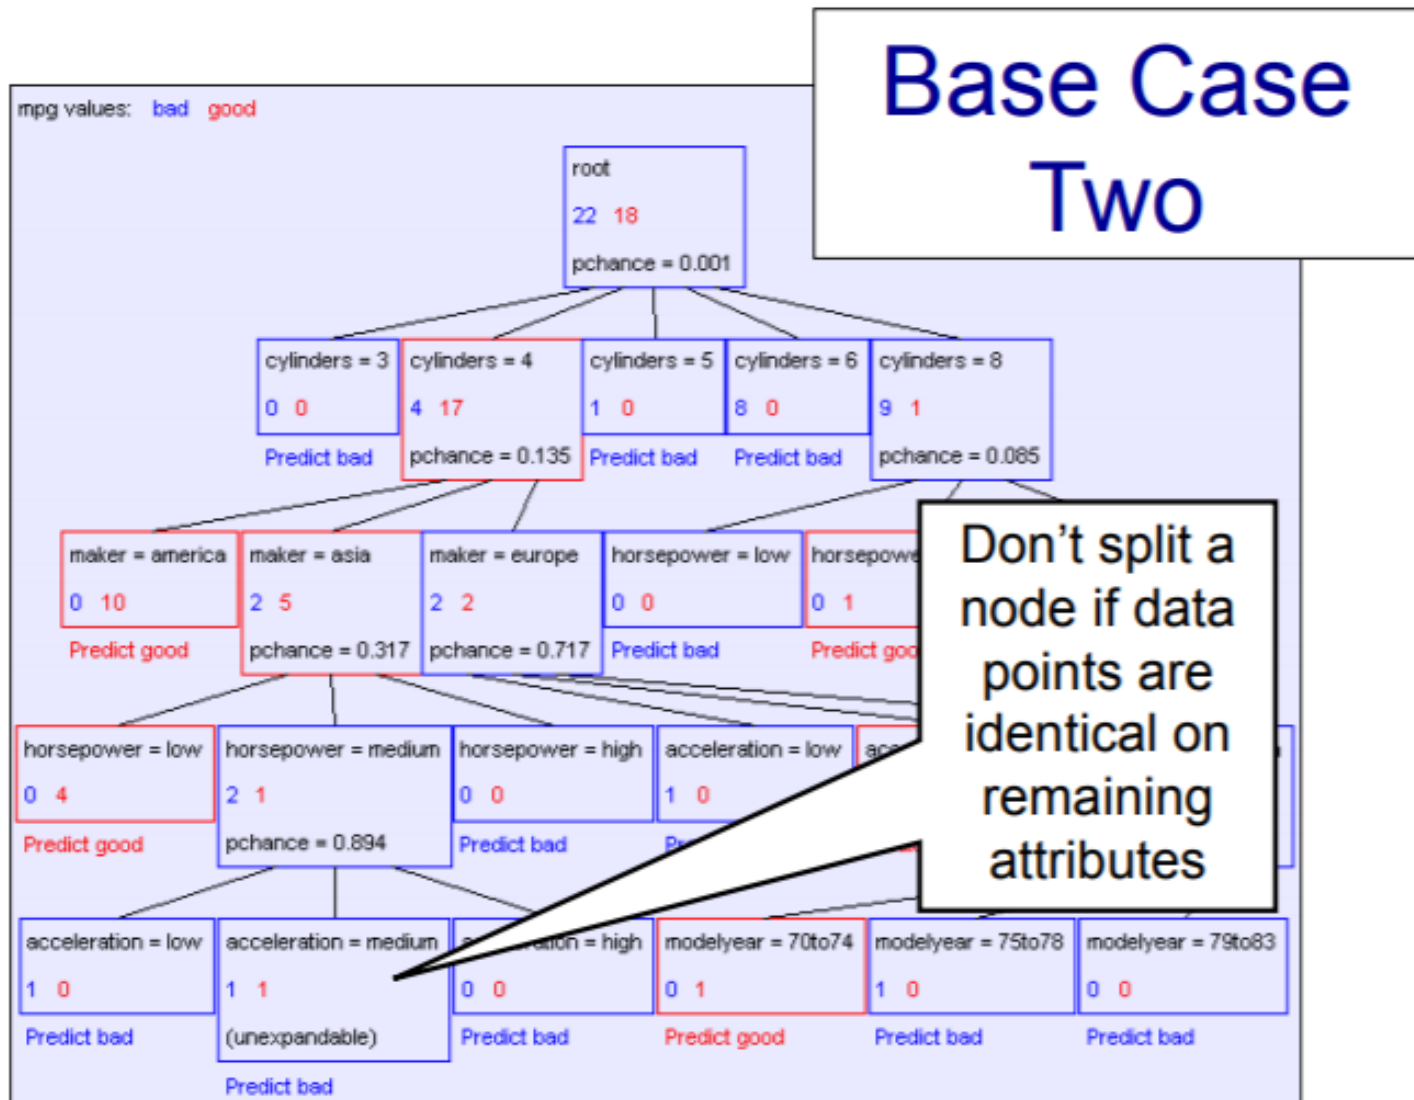 Base Case
Two
mpg values: bad good
root
22 18
pchance = 0.001
cylinders = 3 cylinders = 4 cylinders = 5 cylinders = 6 cylinders = 8
0 0 4 17 1 0 8 0 9 1
Predict bad pchance = 0.135 Predict bad Predict bad pchance = 0.085
Don't split a
node if data
points are
identical on
remaining
attributes
maker = america maker = asia maker = europe horsepower = low
0 10 2 5 2 2 0 0 0 1
Predict good pchance = 0.317 pchance = 0.717 Predict bad Predict
horsepower = low horsepower = medium horsepower = high acceleration = low
0 4 2 1 0 0 1 0
Predict good pchance = 0.894 Predict bad
acceleration = low acceleration = medium = high modelyear = 70to74 modelyear = 75to78 modelyear = 79to83
1 0 1 1 0 0 0 1 1 0 0 0
Predict bad (unexpandable) Predict bad Predict good Predict bad Predict bad
Predict bad